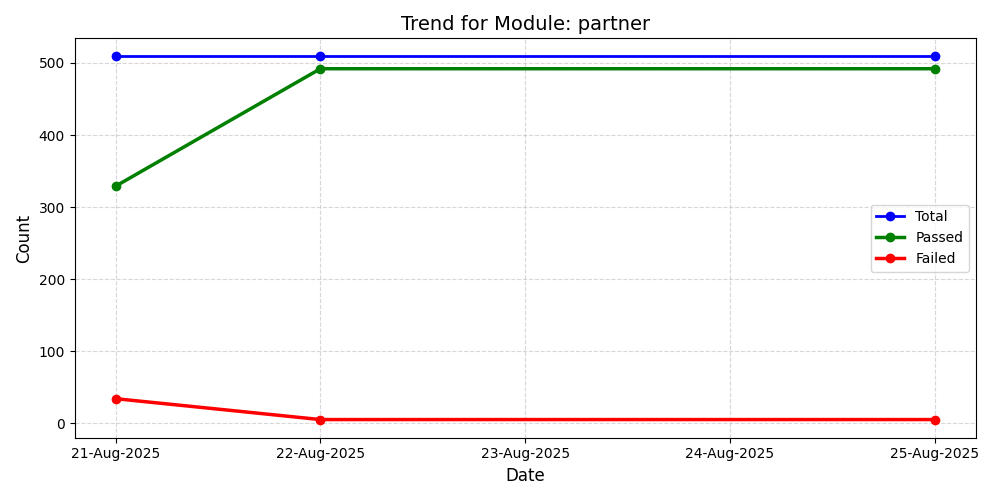 Trend for Module: partner
Count
500
400
300
200
100
0
Total
Passed
Failed
21-Aug-2025
22-Aug-2025
23-Aug-2025
24-Aug-2025
25-Aug-2025
Date